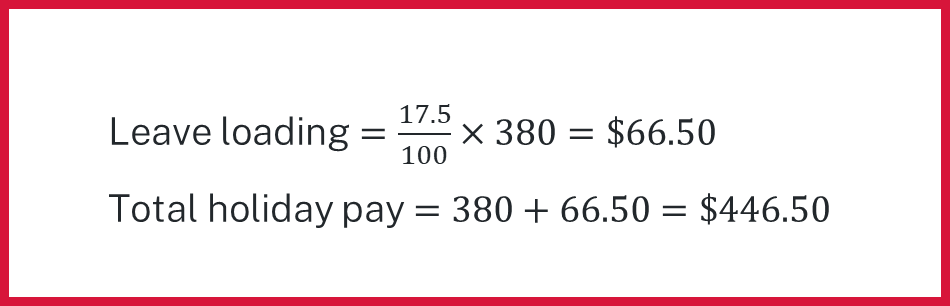 Leave loading = 17.5/100 × 380 = $66.50
Total holiday pay = 380 + 66.50 = $446.50